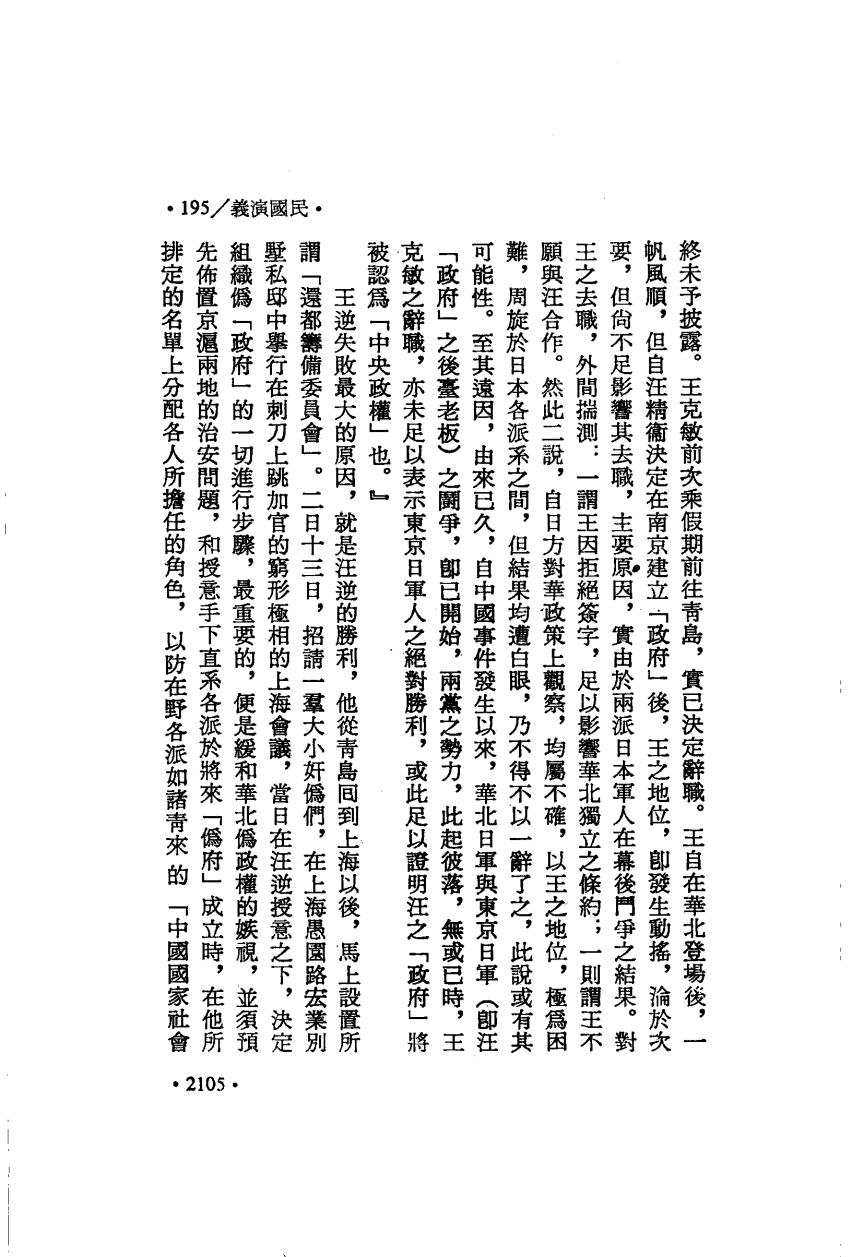 •195/義演國民•
終未予披露。王克敏前次乘假期前往青島，實已決定辭職。王自在華北登場後，一
帆風順，但自汪精衞決定在南京建立「政府」後，王之地位，卽發生動搖，淪於次
要，但尙不足影響其去職，主要原因，實由於兩派日本軍人在幕後鬥爭之結果。對
王之去職，外間揣測：一謂王因拒絕簽字，足以影響華北獨立之條約；一則謂王不
願與汪合作。然此二說，自日方對華政策上觀察，均屬不確，以王之地位，極爲困
難，周旋於日本各派系之間，但結果均遭白眼，乃不得不以一辭了之，此說或有其
可能性。至其遠因，由來已久，自中國事件發生以來，華北日軍與東京日軍（卽汪
「政府」之後臺老板）之鬪爭，卽已開始，兩黨之勢力，此起彼落，無或已時，王
克敏之辭職，亦未足以表示東京日軍人之絕對勝利，或此足以證明汪之「政府」將
被認爲「中央政權」也。』
王逆失敗最大的原因，就是汪逆的勝利，他從青島囘到上海以後，馬上設置所
謂「還都籌備委員會」。二日十三日，招請一羣大小奸僞們，在上海愚園路宏業別
墅私邸中舉行在刺刀上跳加官的窮形極相的上海會議，當日在汪逆授意之下，決定
組織僞「政府」的一切進行步驟，最重要的，便是緩和華北僞政權的嫉視，並須預
先佈置京滬兩地的治安問題，和授意手下直系各派於將來「僞府」成立時，在他所
排定的名單上分配各人所擔任的角色，以防在野各派如諸青來的「中國國家社會
•2105•